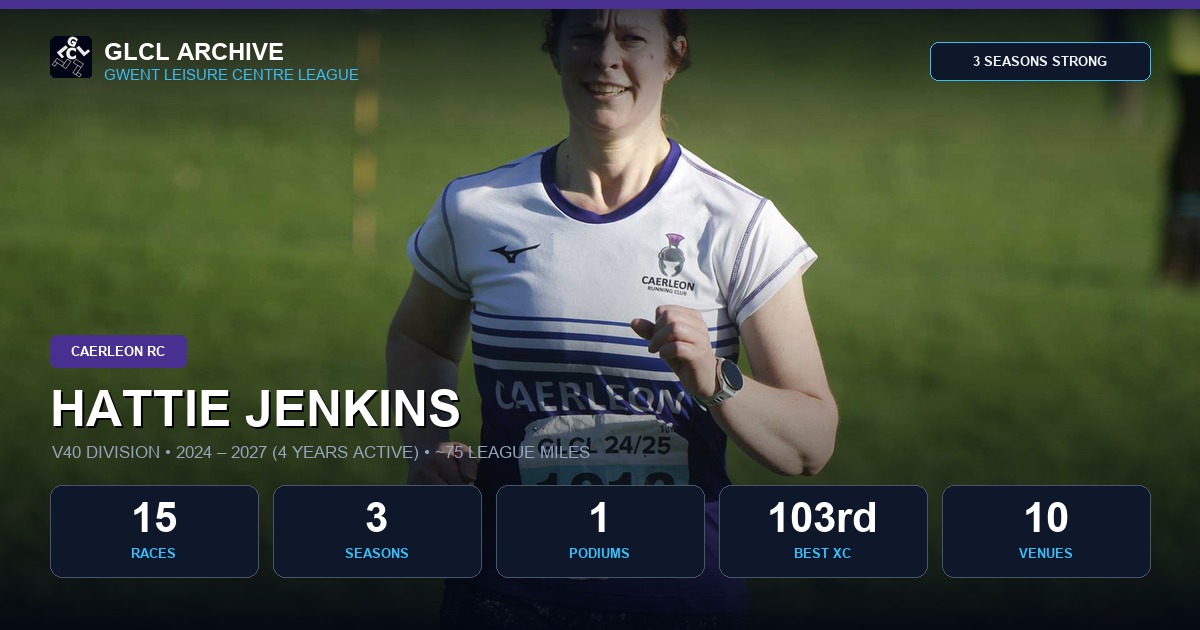 GLCL ARCHIVE
GWENT LEISURE CENTRE LEAGUE
3 SEASONS STRONG
CAERLEON
RUNNING CLUB
CAERLEON RC
CAERLEON
HATTIE JENKINS
GLCL 24/25
V40 DIVISION • 2024 – 2027 (4 YEARS ACTIVE) • ~75 LEAGUE MILES
15
RACES
3
SEASONS
1
PODIUMS
103rd
BEST XC
10
VENUES